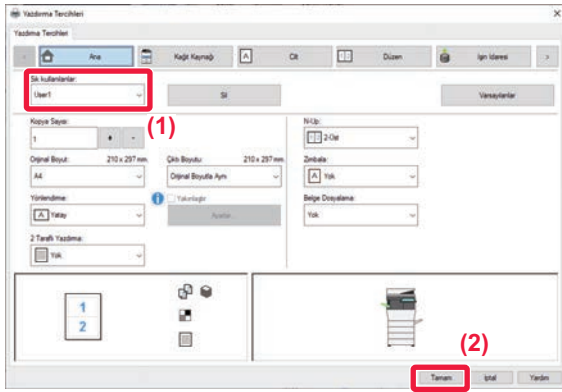 Yazdırma Tercihleri
Yazdırma Tercihleri
Ana Kağıt Kaynağı Cilt Düzen İşin İdaresi
Sık kullanılanlar:
User1 Sil Varsayılanlar
(1)
Kopya Sayısı: N-Up:
1 + - 2-Üst
Orijinal Boyut: 210 x 297 mm. Çıktı Boyutu: 210 x 297 mm. Zımbala:
A4 Orijinal Boyutla Aynı Yok
Yönlendirme: Yakınlaştır Belge Dosyalama:
Yatay Ayarlar... Yok
2 Taraflı Yazdırma:
Yok
1
2
(2)
Tamam İptal Yardım